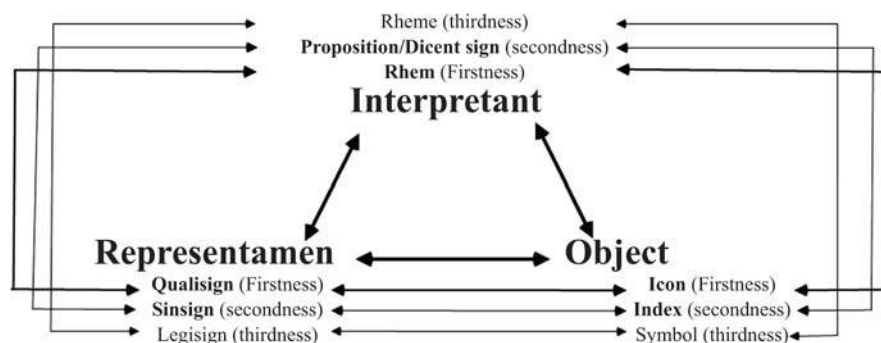 Rheme (thirdness)
Proposition/Dicent sign (secondness)
Rhem (Firstness)
Interpretant
Representamen
Object
Qualisign (Firstness)
Icon (Firstness)
Sinsign (secondness)
Index (secondness)
Legisign (thirdness)
Symbol (thirdness)